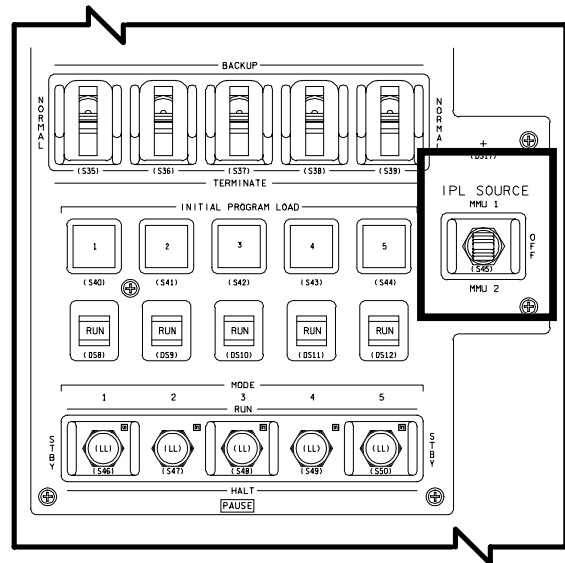 BACKUP
NORMAL
NORMAL
(S35) (S36) (S37) (S38) (S39)
TERMINATE
+
(DS17)
IPL SOURCE
MMU 1
OFF
(S45)
MMU 2
INITIAL PROGRAM LOAD
1 2 3 4 5
(S40) (S41) (S42) (S43) (S44)
RUN RUN RUN RUN RUN
(DS8) (DS9) (DS10) (DS11) (DS12)
MODE
1 2 3 4 5
RUN
STBY
STBY
(LL) (LL) (LL) (LL) (LL)
(S46) (S47) (S48) (S49) (S50)
HALT
PAUSE